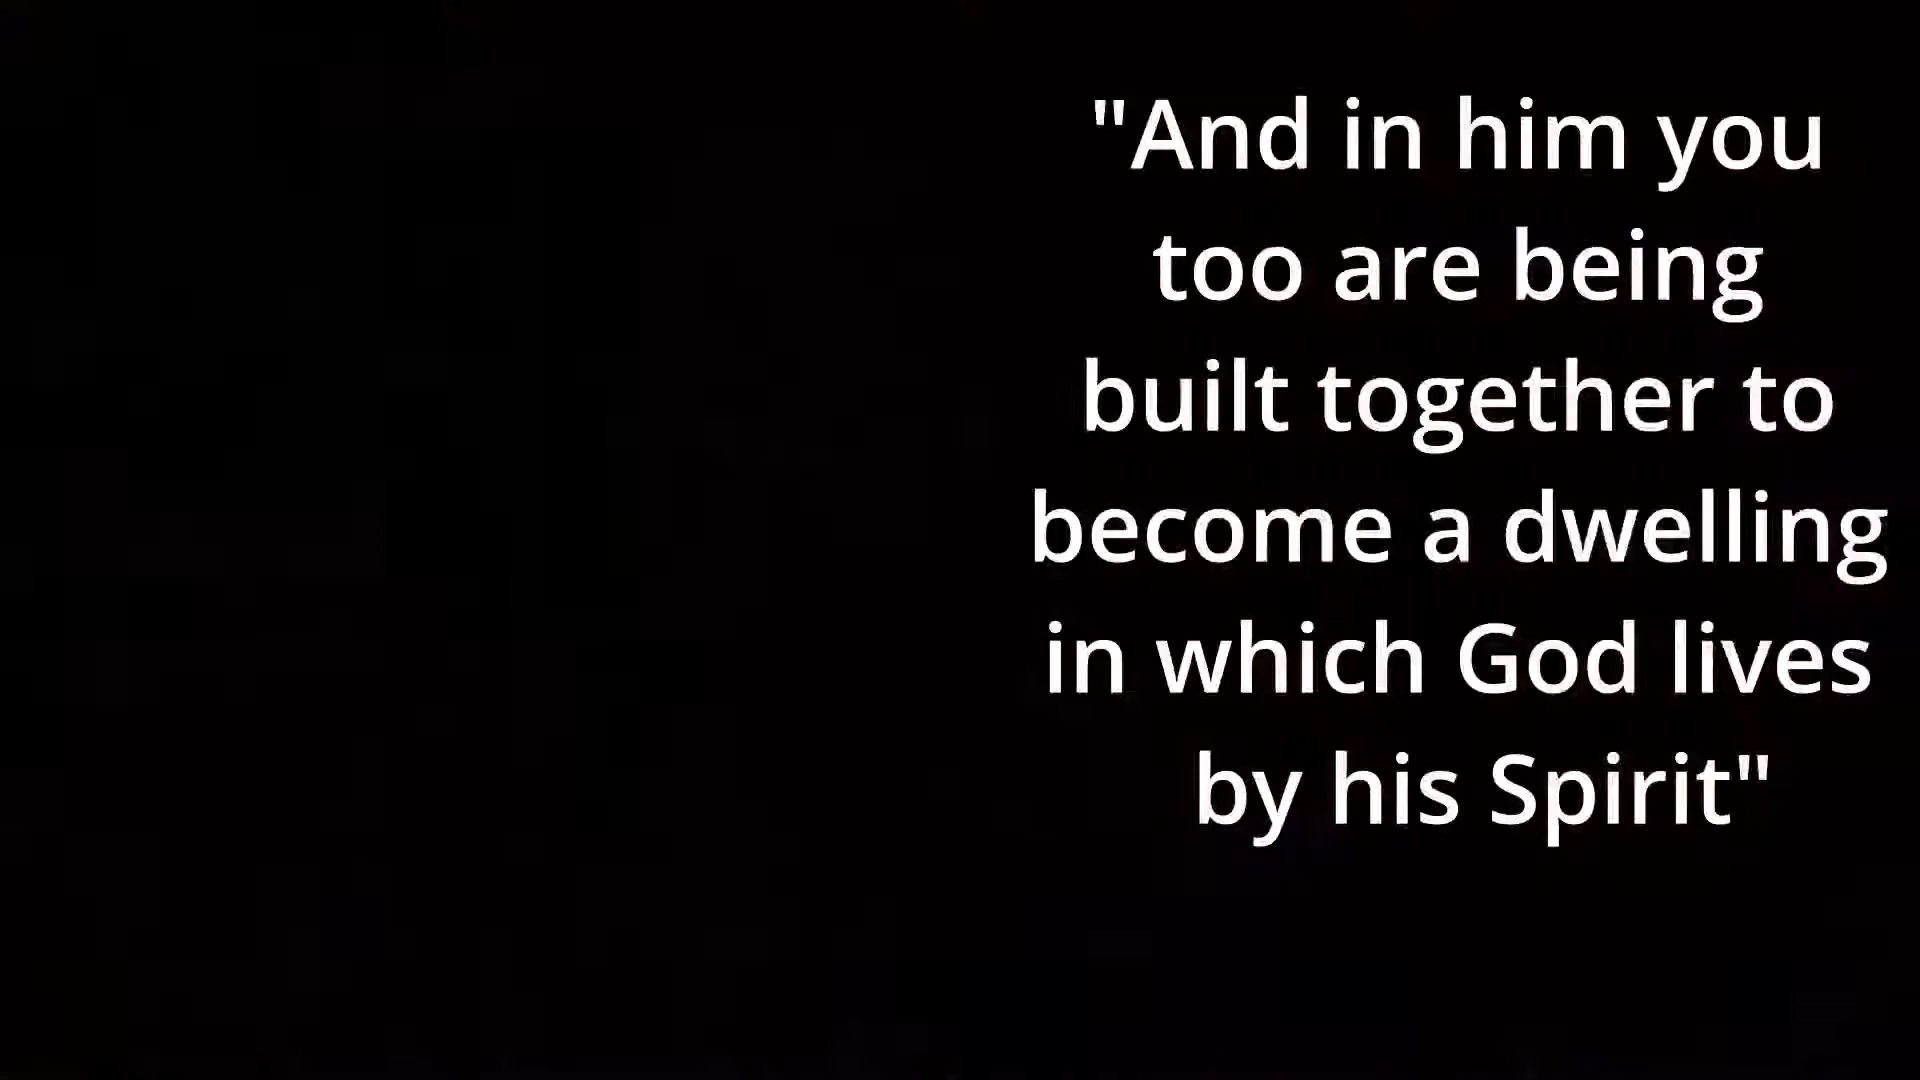 "And in him you
too are being
built together to
become a dwelling
in which God lives
by his Spirit"